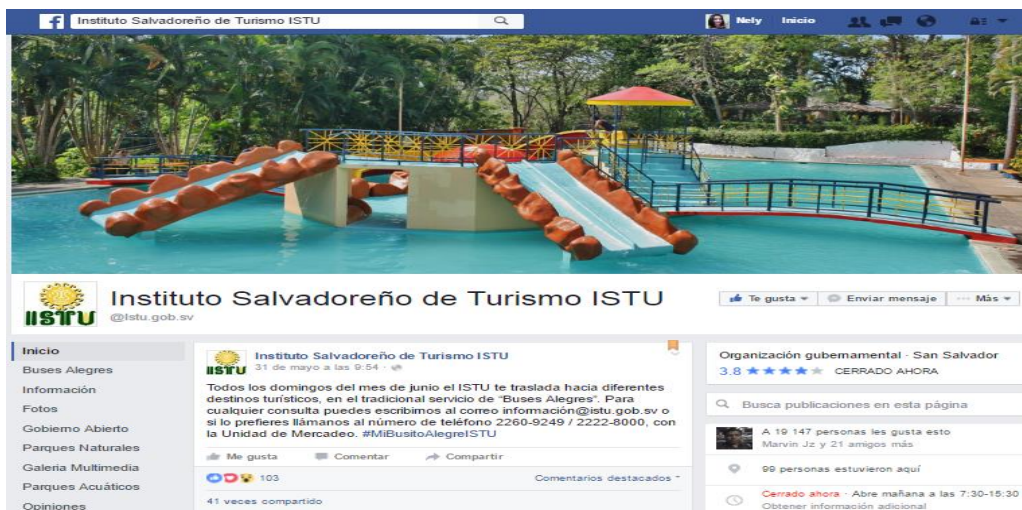 Instituto Salvadoreño de Turismo ISTU
Nely Inicio
IISTU
Instituto Salvadoreño de Turismo ISTU
@Istu.gob.sv
Te gusta Enviar mensaje Más
Inicio
Buses Alegres
Información
Fotos
Gobierno Abierto
Parques Naturales
Galeria Multimedia
Parques Acuáticos
Opiniones
IISTU
Instituto Salvadoreño de Turismo ISTU
31 de mayo a las 9:54
Todos los domingos del mes de junio el ISTU te traslada hacia diferentes
destinos turísticos, en el tradicional servicio de "Buses Alegres". Para
cualquier consulta puedes escribirnos al correo información@istu.gob.sv o
si lo prefieres llámanos al número de teléfono 2260-9249 / 2222-8000, con
la Unidad de Mercadeo. #MiBusitoAlegreISTU
Me gusta Comentar Compartir
103 Comentarios destacados
41 veces compartido
Organización gubernamental · San Salvador
3.8 CERRADO AHORA
Busca publicaciones en esta página
A 19 147 personas les gusta esto
Marvin Jz y 21 amigos más
99 personas estuvieron aquí
Cerrado ahora · Abre mañana a las 7:30-15:30
Obtener información adicional